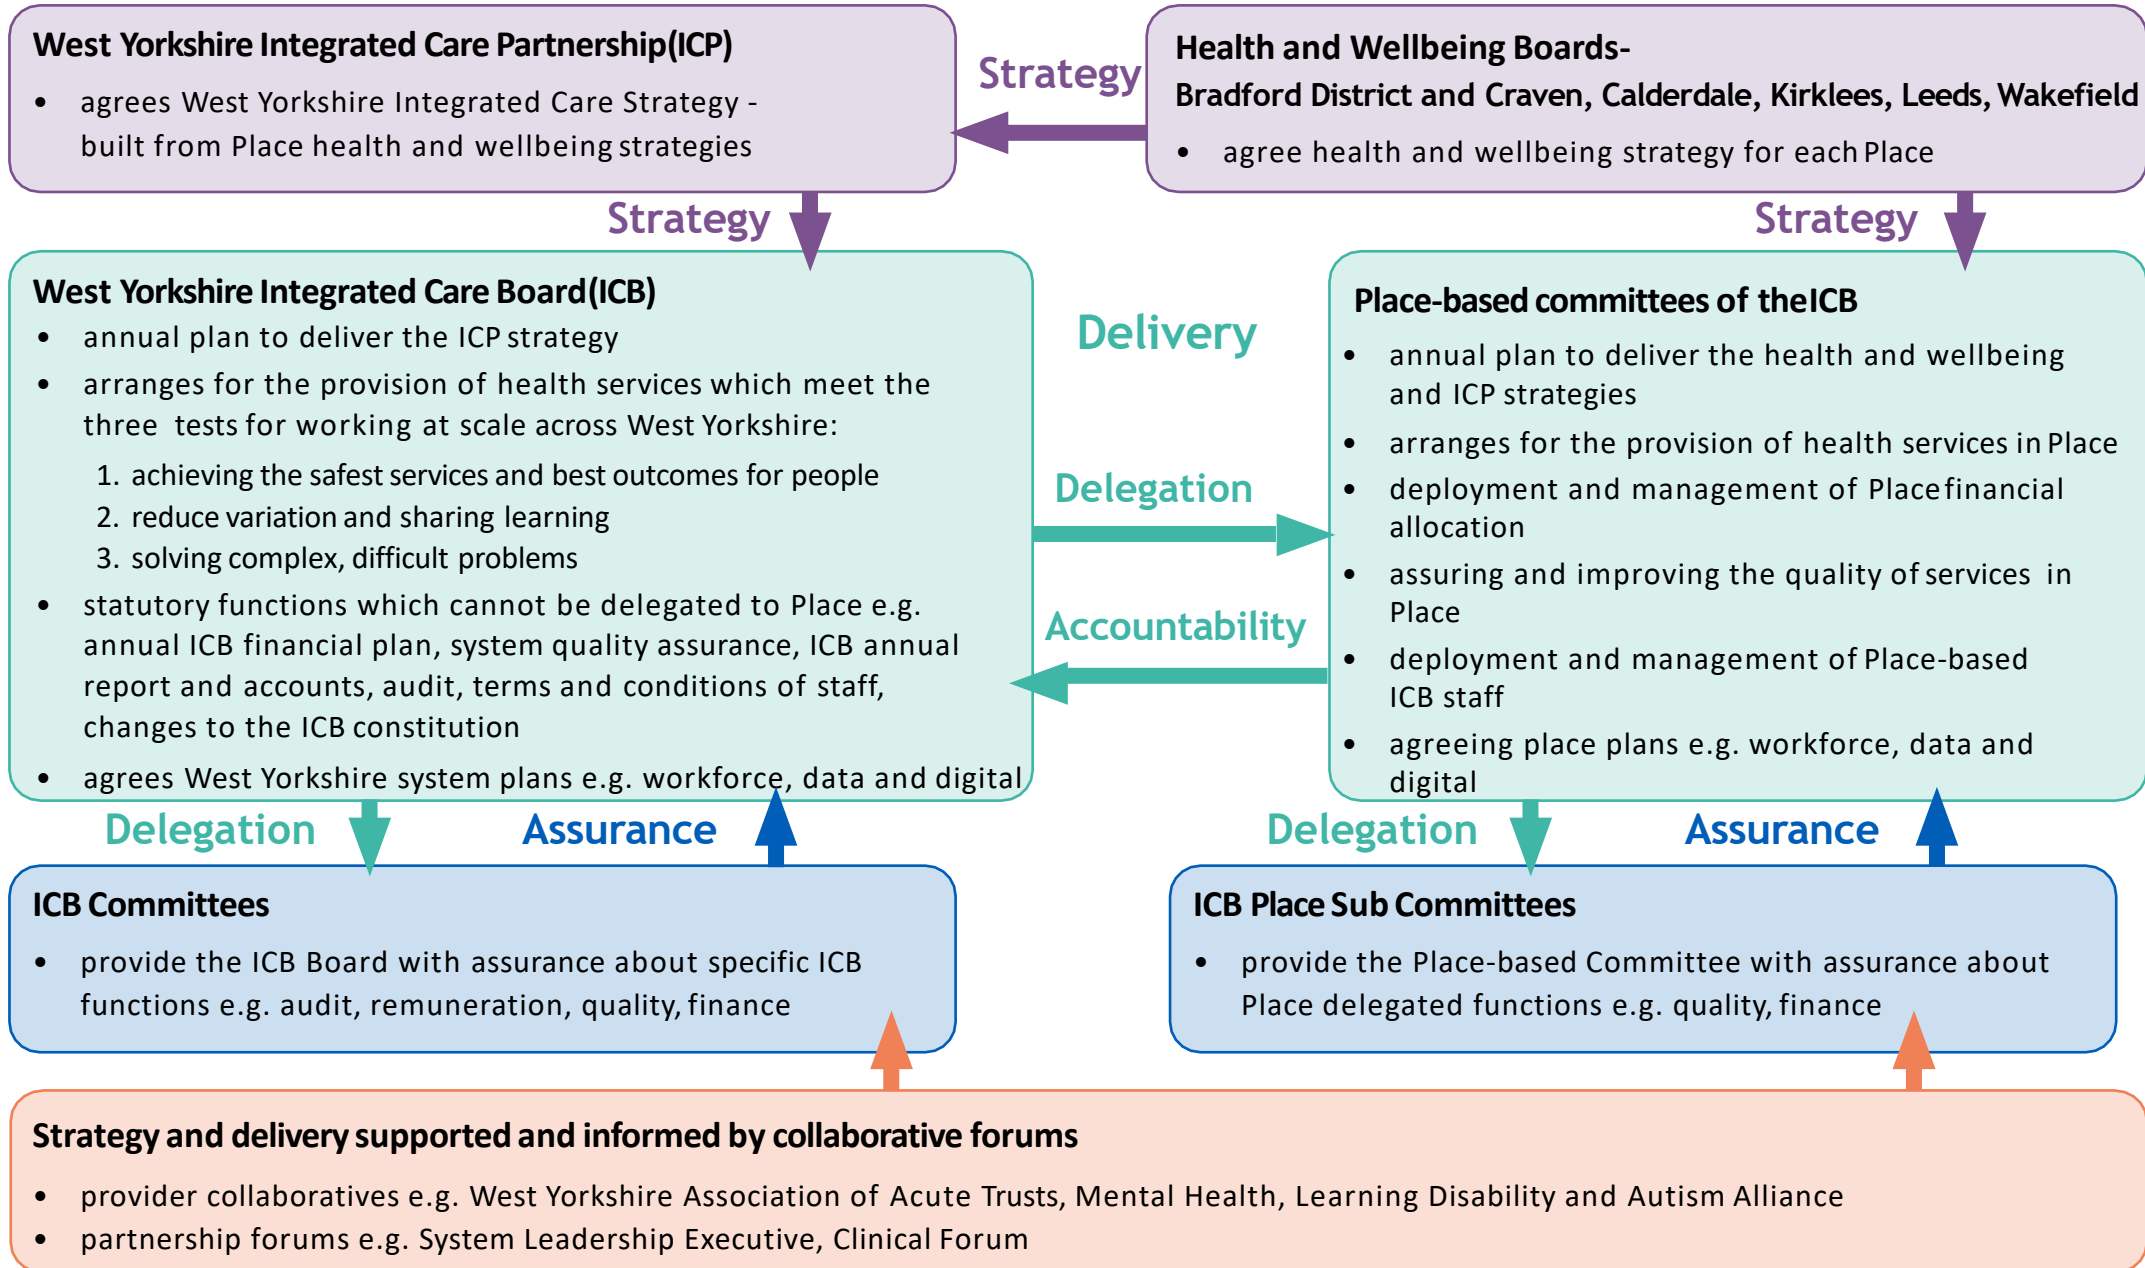 West Yorkshire Integrated Care Partnership(ICP)
• agrees West Yorkshire Integrated Care Strategy -
built from Place health and wellbeing strategies
Strategy
Health and Wellbeing Boards-
Bradford District and Craven, Calderdale, Kirklees, Leeds, Wakefield
• agree health and wellbeing strategy for each Place
Strategy
Strategy
West Yorkshire Integrated Care Board(ICB)
• annual plan to deliver the ICP strategy
• arranges for the provision of health services which meet the
three tests for working at scale across West Yorkshire:
1. achieving the safest services and best outcomes for people
2. reduce variation and sharing learning
3. solving complex, difficult problems
• statutory functions which cannot be delegated to Place e.g.
annual ICB financial plan, system quality assurance, ICB annual
report and accounts, audit, terms and conditions of staff,
changes to the ICB constitution
• agrees West Yorkshire system plans e.g. workforce, data and digital
Delivery
Delegation
Accountability
Place-based committees of theICB
• annual plan to deliver the health and wellbeing
and ICP strategies
• arranges for the provision of health services in Place
• deployment and management of Place financial
allocation
• assuring and improving the quality of services in
Place
• deployment and management of Place-based
ICB staff
• agreeing place plans e.g. workforce, data and
digital
Delegation
Assurance
Delegation
Assurance
ICB Committees
• provide the ICB Board with assurance about specific ICB
functions e.g. audit, remuneration, quality, finance
ICB Place Sub Committees
• provide the Place-based Committee with assurance about
Place delegated functions e.g. quality, finance
Strategy and delivery supported and informed by collaborative forums
• provider collaboratives e.g. West Yorkshire Association of Acute Trusts, Mental Health, Learning Disability and Autism Alliance
• partnership forums e.g. System Leadership Executive, Clinical Forum